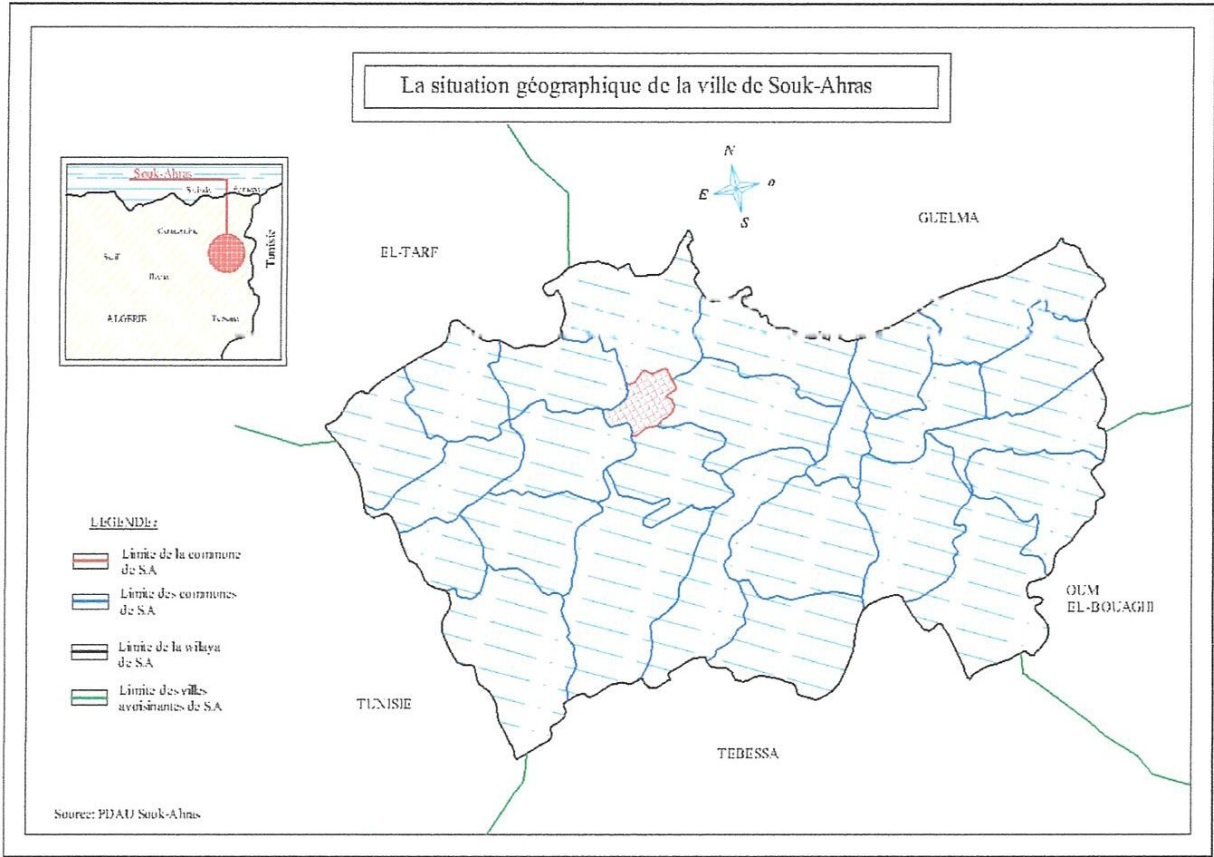 La situation géographique de la ville de Souk-Ahras
Souk-Ahras
Annaba
Tunisie
ALGERIE
N
E
o
S
EL-TARF
GUELMA
LEGENDE:
Limite de la commune
de S.A
Limite des communes
de S.A
Limite de la wilaya
de S.A
Limite des villes
avoisinantes de S.A
OUM
EL-BOUAGHI
TUNISIE
TEBESSA
Source: PDAU Souk-Ahras